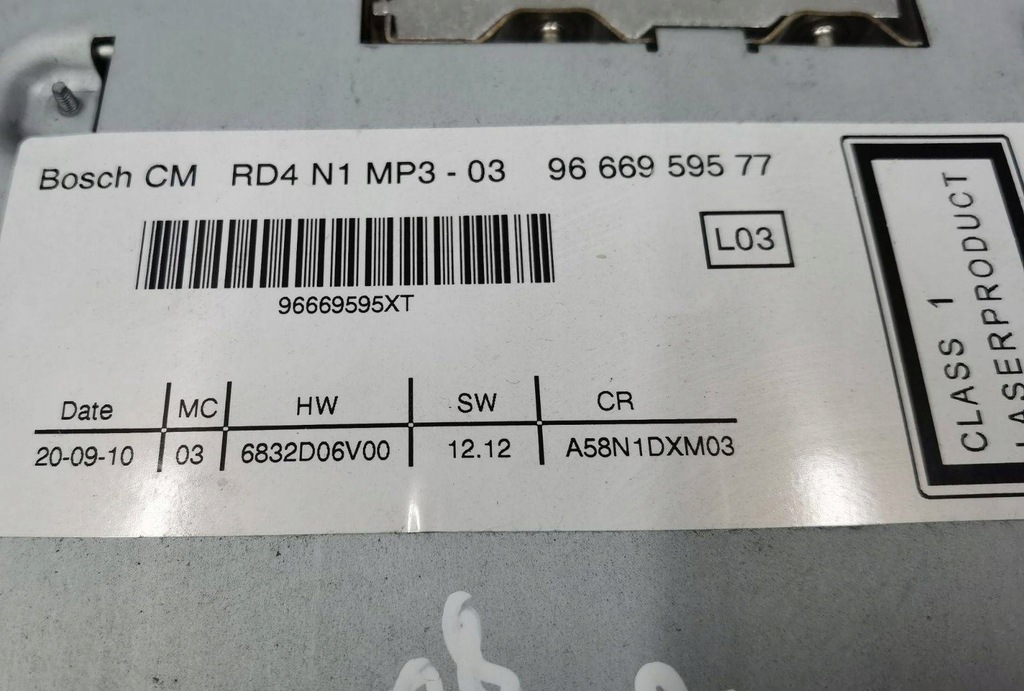 Bosch CM RD4 N1 MP3 - 03 96 669 595 77
L03
96669595XT
Date MC HW SW CR
20-09-10 03 6832D06V00 12.12 A58N1DXM03
CLASS 1
LASERPRODUCT